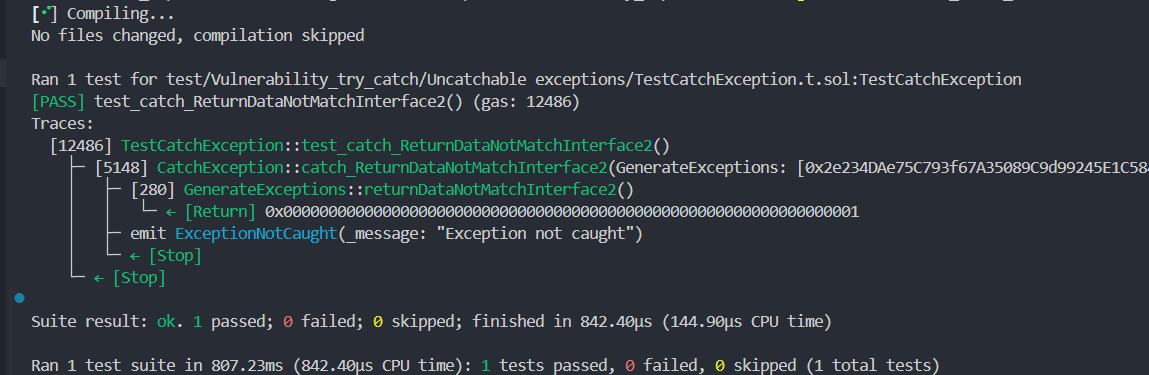 [⠊] Compiling...
No files changed, compilation skipped
Ran 1 test for test/Vulnerability_try_catch/Uncatchable exceptions/TestCatchException.t.sol:TestCatchException
[PASS] test_catch_ReturnDataNotMatchInterface2() (gas: 12486)
Traces:
[12486] TestCatchException::test_catch_ReturnDataNotMatchInterface2()
├─ [5148] CatchException::catch_ReturnDataNotMatchInterface2(GenerateExceptions: [0x2e234DAe75C793f67A35089C9d99245E1C584
│ ├─ [280] GenerateExceptions::returnDataNotMatchInterface2()
│ │ └─ ← [Return] 0x0000000000000000000000000000000000000000000000000000000000000001
│ ├─ emit ExceptionNotCaught(_message: "Exception not caught")
│ └─ ← [Stop]
└─ ← [Stop]
Suite result: ok. 1 passed; 0 failed; 0 skipped; finished in 842.40µs (144.90µs CPU time)
Ran 1 test suite in 807.23ms (842.40µs CPU time): 1 tests passed, 0 failed, 0 skipped (1 total tests)